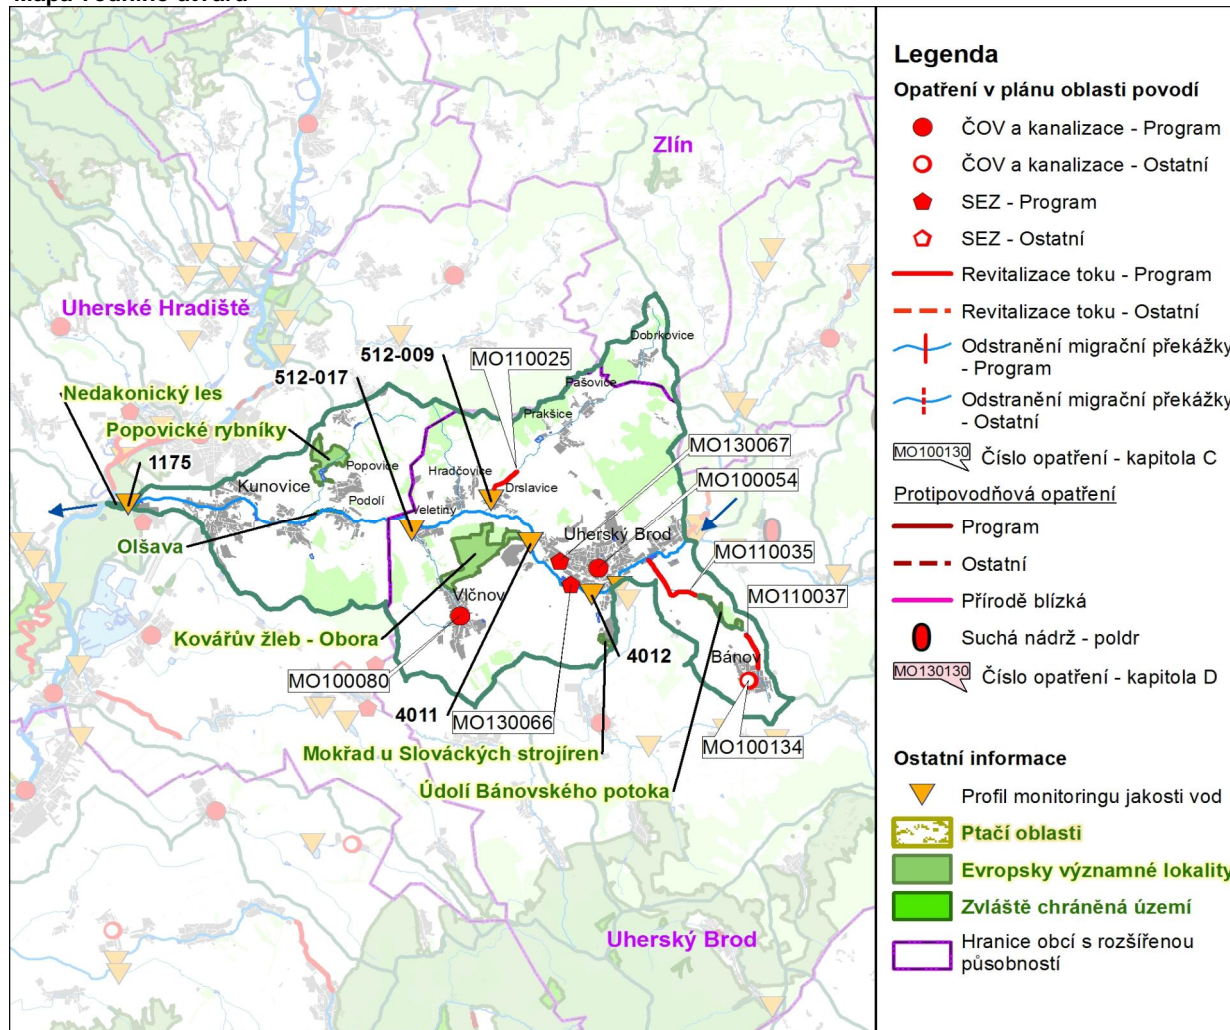 Mapa vodního útvaru
Zlín
Uherské Hradiště
Dobrkovice
512-009
MO110025
512-017
Pašovice
Nedakonický les
Prakšice
Popovické rybníky
MO130067
1175
Popovice
Hradčovice
MO100054
Kunovice
Drslavice
Podolí
Veletiny
Uherský Brod
Olšava
MO110035
Vlčnov
MO110037
Kovářův žleb - Obora
4012
Bánov
MO100080
4011
MO130066
MO100134
Mokřad u Slováckých strojíren
Údolí Bánovského potoka
Uherský Brod
Legenda
Opatření v plánu oblasti povodí
ČOV a kanalizace - Program
ČOV a kanalizace - Ostatní
SEZ - Program
SEZ - Ostatní
Revitalizace toku - Program
Revitalizace toku - Ostatní
Odstranění migrační překážky
- Program
Odstranění migrační překážky
- Ostatní
MO100130 Číslo opatření - kapitola C
Protipovodňová opatření
Program
Ostatní
Přírodě blízká
Suchá nádrž - poldr
MO130130 Číslo opatření - kapitola D
Ostatní informace
Profil monitoringu jakosti vod
Ptačí oblasti
Evropsky významné lokality
Zvláště chráněná území
Hranice obcí s rozšířenou
působností